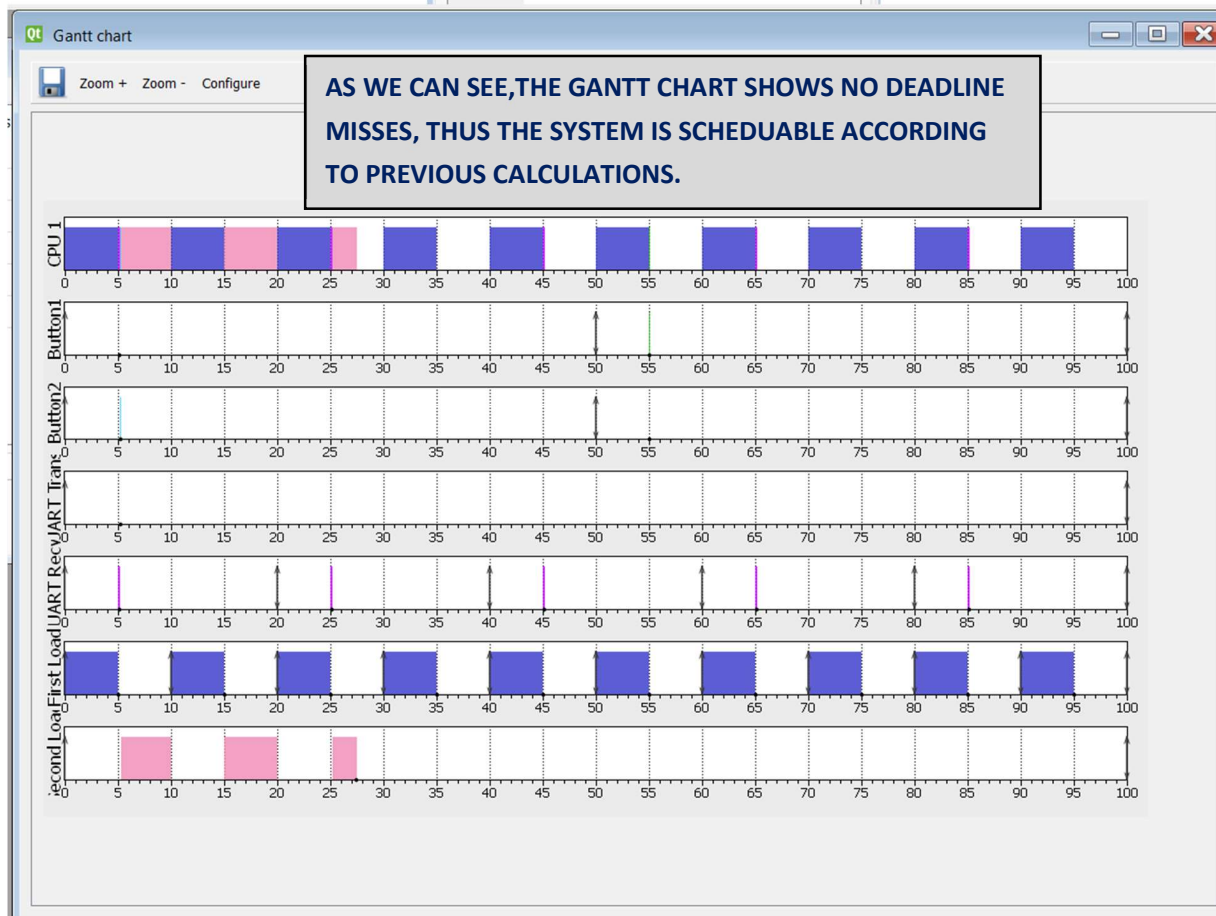 Qt Gantt chart
Zoom + Zoom - Configure
AS WE CAN SEE,THE GANTT CHART SHOWS NO DEADLINE
MISSES, THUS THE SYSTEM IS SCHEDUABLE ACCORDING
TO PREVIOUS CALCULATIONS.
CPU 1
0 5 10 15 20 25 30 35 40 45 50 55 60 65 70 75 80 85 90 95 100
Button1
0 5 10 15 20 25 30 35 40 45 50 55 60 65 70 75 80 85 90 95 100
Button2
0 5 10 15 20 25 30 35 40 45 50 55 60 65 70 75 80 85 90 95 100
UART Trans
0 5 10 15 20 25 30 35 40 45 50 55 60 65 70 75 80 85 90 95 100
UART Recv
0 5 10 15 20 25 30 35 40 45 50 55 60 65 70 75 80 85 90 95 100
First Load
0 5 10 15 20 25 30 35 40 45 50 55 60 65 70 75 80 85 90 95 100
econd Loa
0 5 10 15 20 25 30 35 40 45 50 55 60 65 70 75 80 85 90 95 100